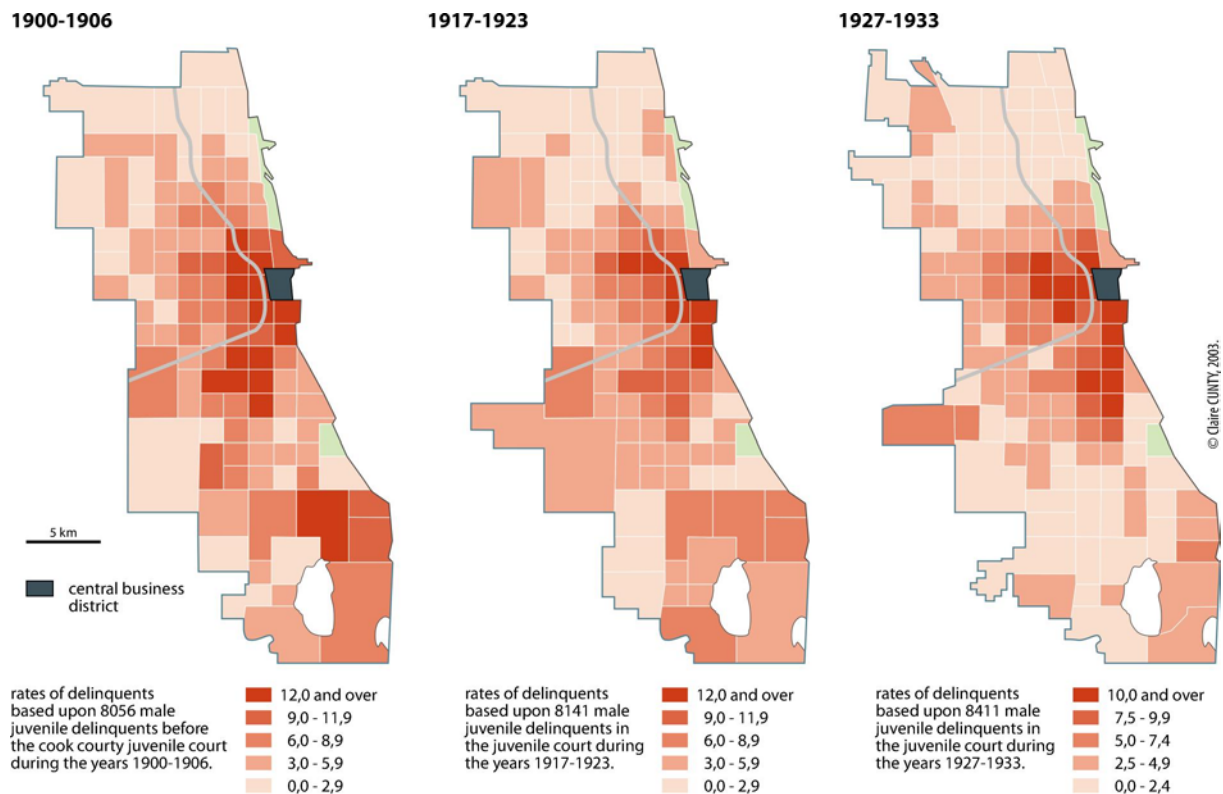 1900-1906
1917-1923
1927-1933
© Claire CUNTY, 2003.
5 km
central business
district
rates of delinquents
based upon 8056 male
juvenile delinquents before
the cook courty juvenile court
during the years 1900-1906.
12,0 and over
9,0 - 11,9
6,0 - 8,9
3,0 - 5,9
0,0 - 2,9
rates of delinquents
based upon 8141 male
juvenile delinquents in
the juvenile court during
the years 1917-1923.
12,0 and over
9,0 - 11,9
6,0 - 8,9
3,0 - 5,9
0,0 - 2,9
rates of delinquents
based upon 8411 male
juvenile delinquents in
the juvenile court during
the years 1927-1933.
10,0 and over
7,5 - 9,9
5,0 - 7,4
2,5 - 4,9
0,0 - 2,4